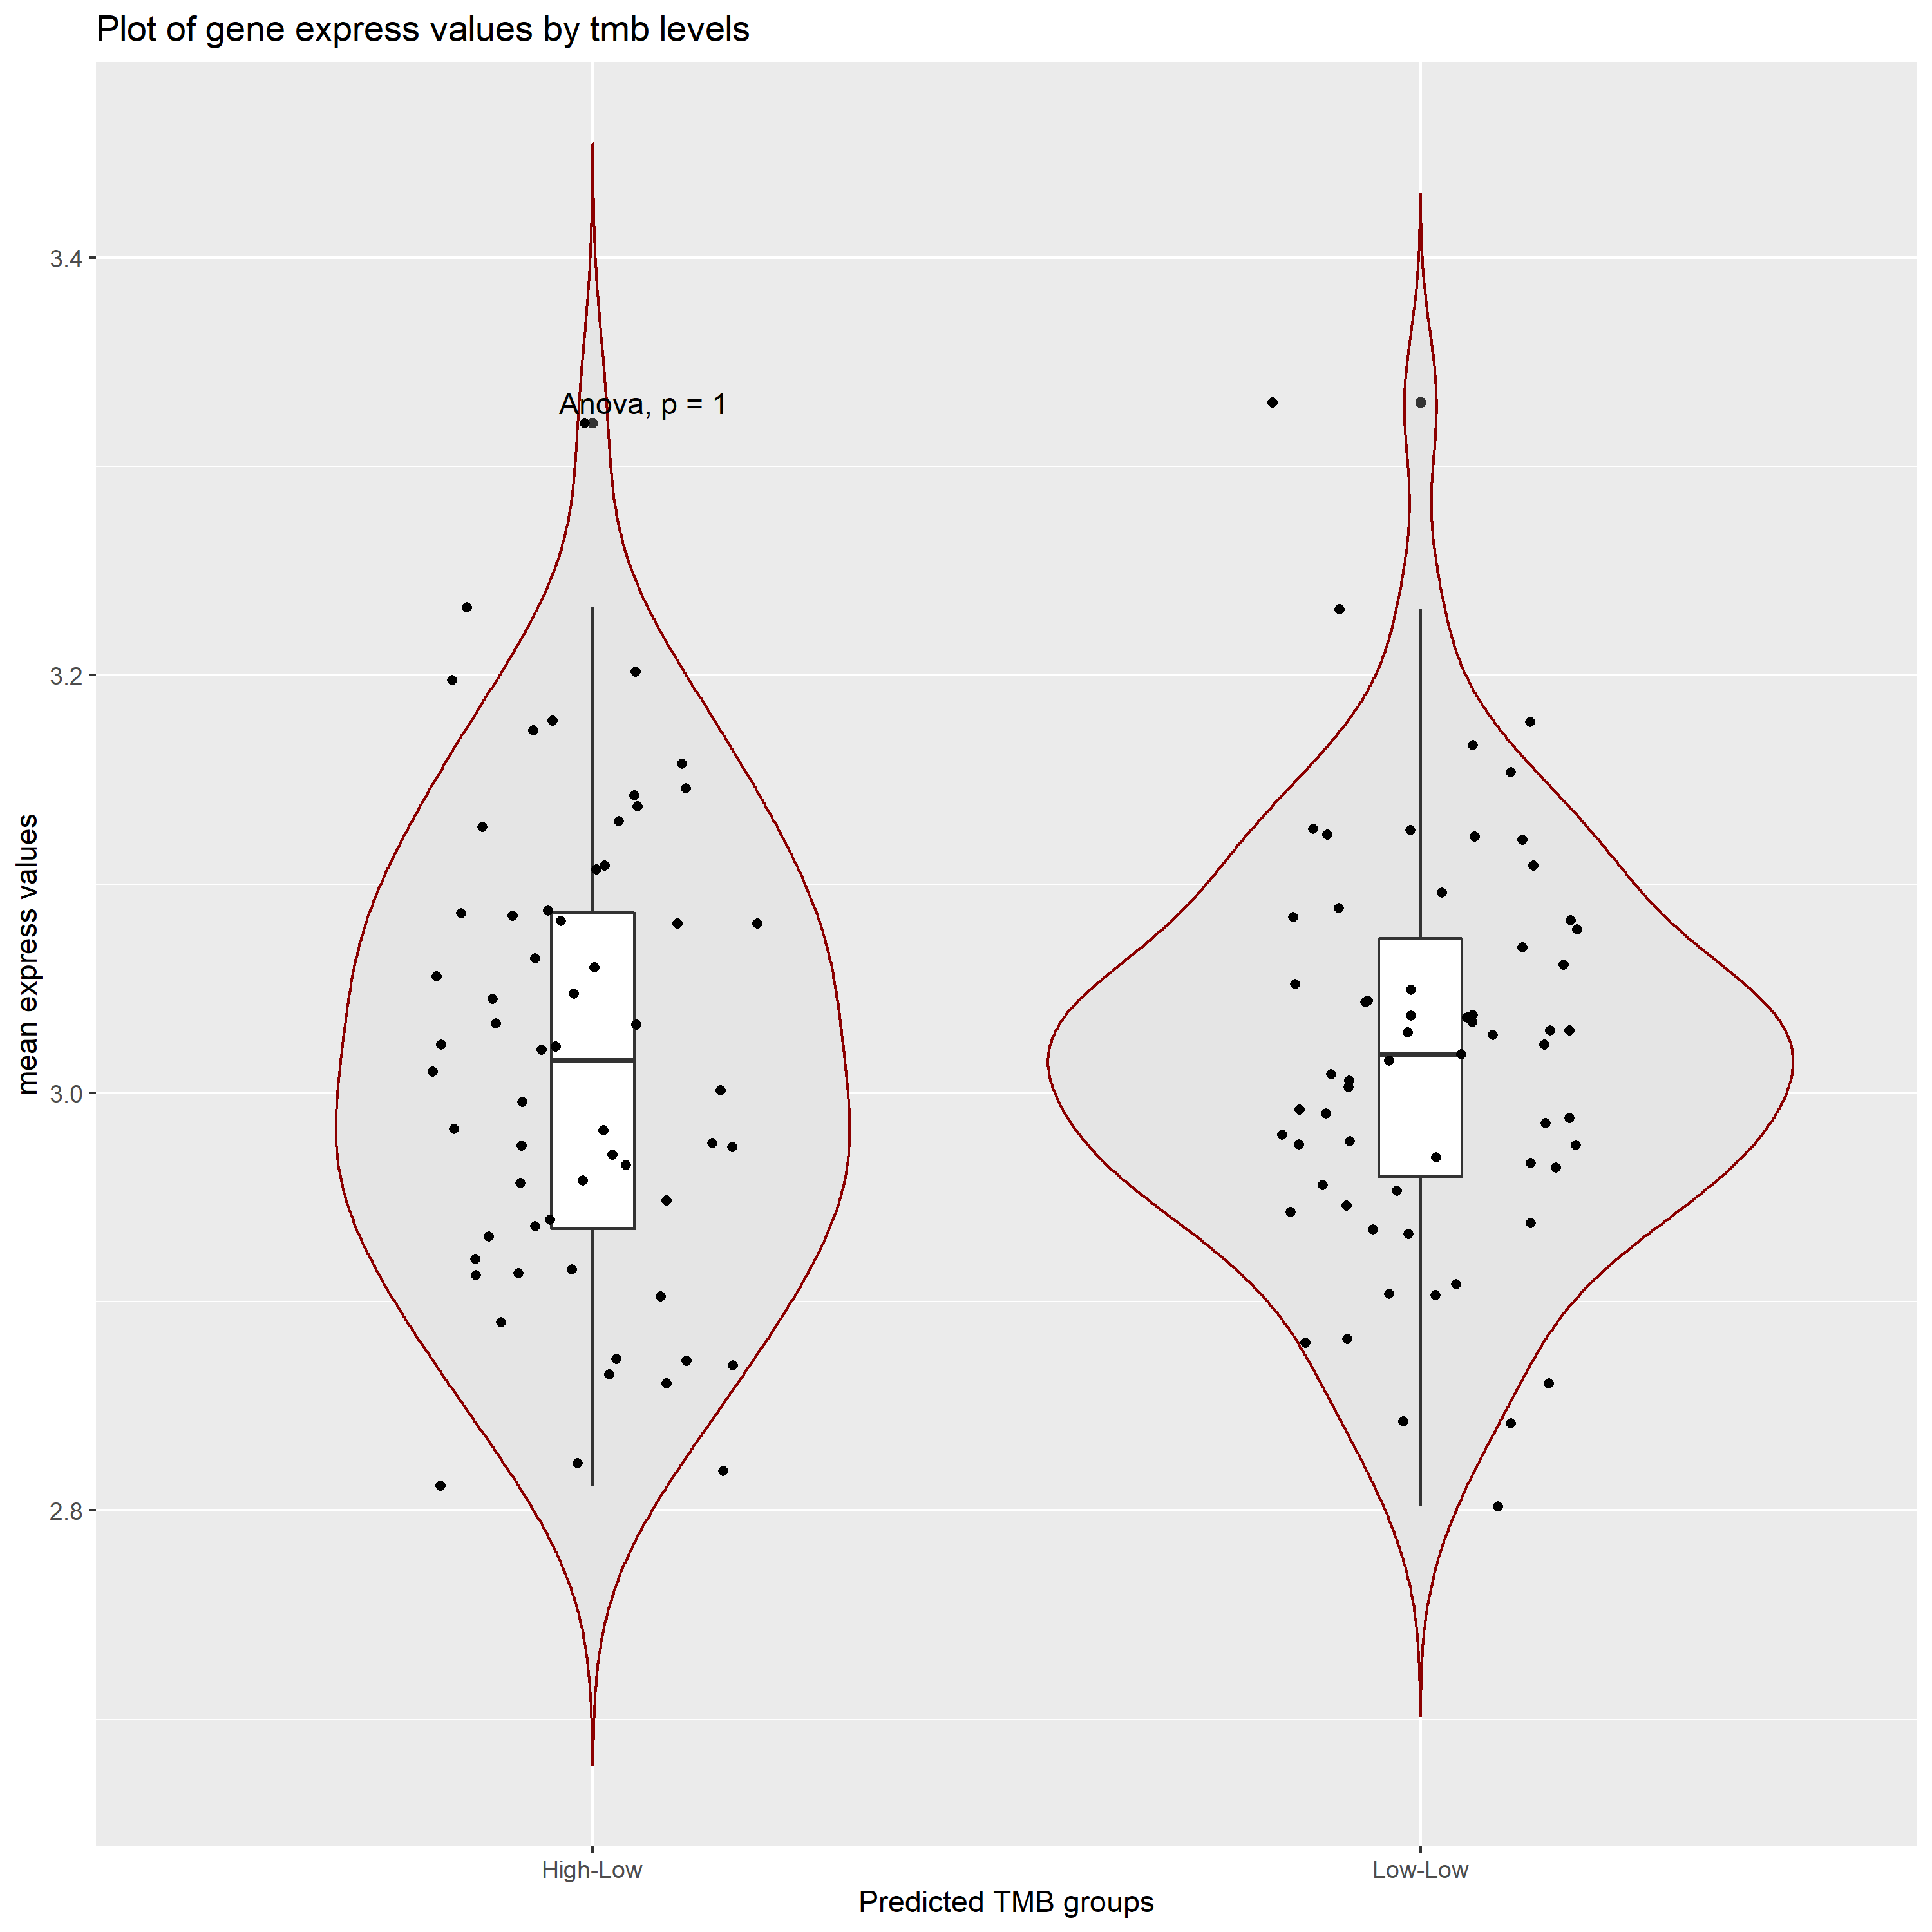 Plot of gene express values by tmb levels
3.4
Anova, p = 1
3.2
mean express values
3.0
2.8
High-Low
Low-Low
Predicted TMB groups